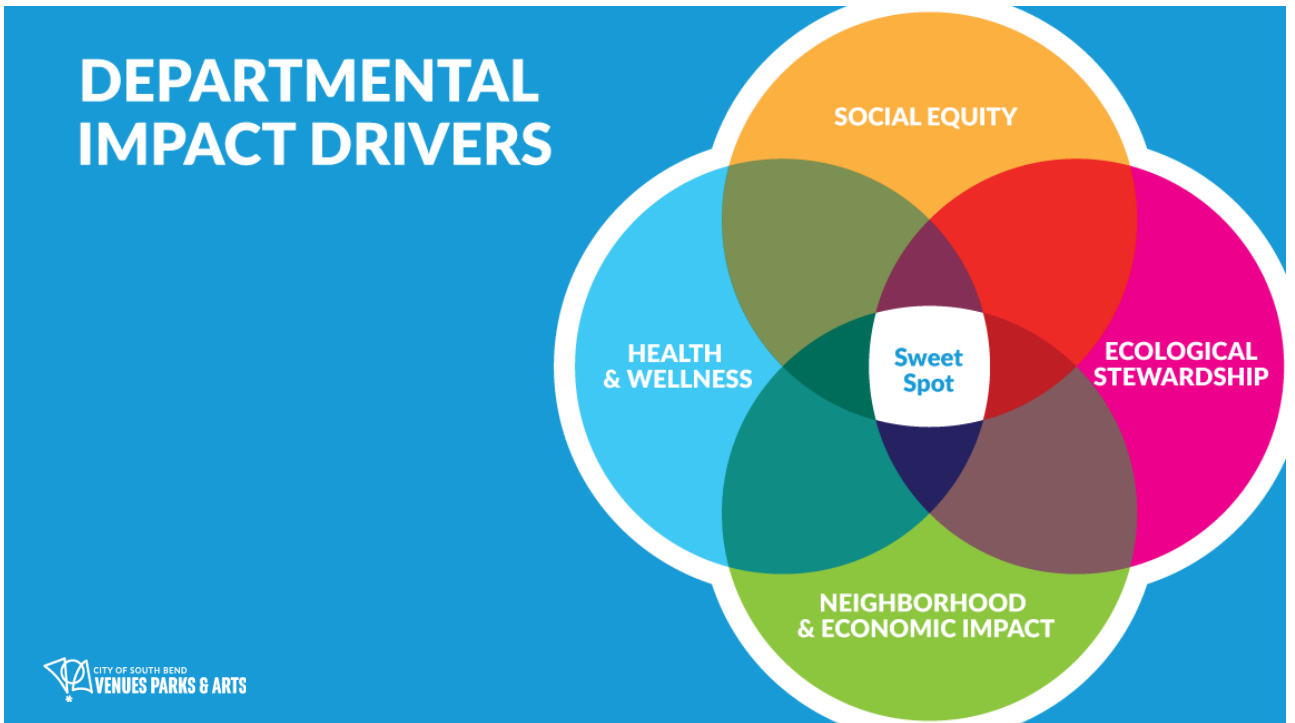 DEPARTMENTAL
IMPACT DRIVERS
SOCIAL EQUITY
HEALTH
& WELLNESS
Sweet
Spot
ECOLOGICAL
STEWARDSHIP
NEIGHBORHOOD
& ECONOMIC IMPACT
CITY OF SOUTH BEND
VENUES PARKS & ARTS